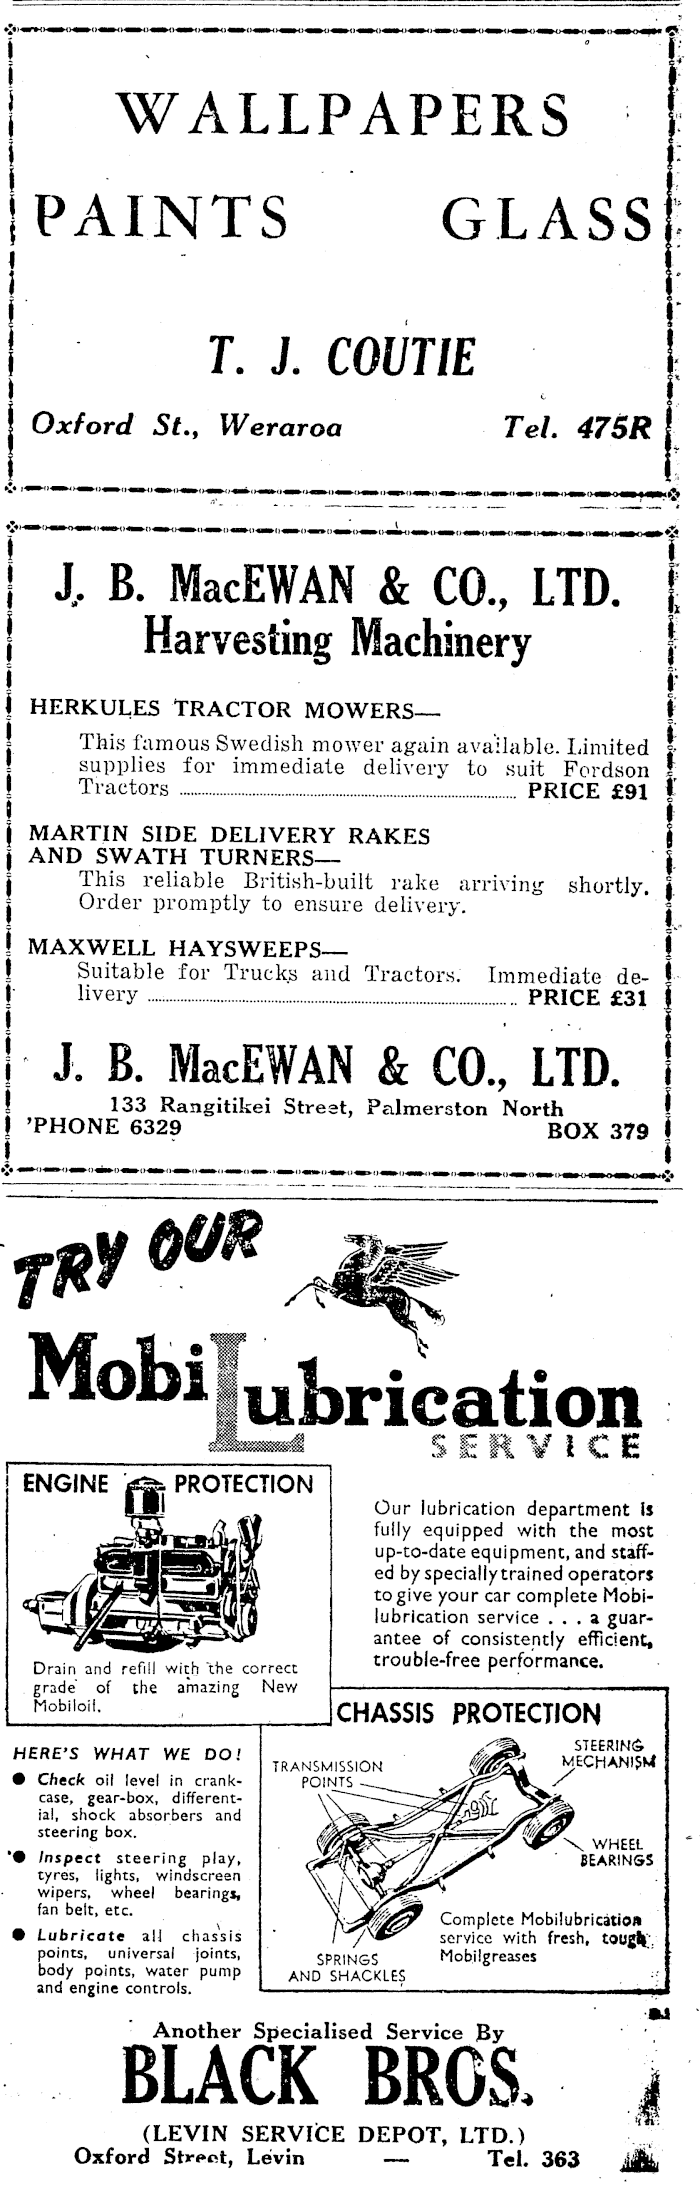 WALLPAPERS
PAINTS GLASS
T. J. COUTIE
Oxford St., Weraroa Tel. 475R
J. B. MacEWAN & CO., LTD.
Harvesting Machinery
HERKULES TRACTOR MOWERS—
This famous Swedish mower again available. Limited
supplies for immediate delivery to suit Fordson
Tractors ........ PRICE £91
MARTIN SIDE DELIVERY RAKES
AND SWATH TURNERS—
This reliable British-built rake arriving shortly.
Order promptly to ensure delivery.
MAXWELL HAYSWEEPS—
Suitable for Trucks and Tractors. Immediate de-
livery ........ PRICE £31
J. B. MacEWAN & CO., LTD.
133 Rangitikei Street, Palmerston North
'PHONE 6329 BOX 379
TRY OUR
MobiLubrication
SERVICE
ENGINE PROTECTION
Drain and refill with the correct
grade of the amazing New
Mobiloil.
Our lubrication department is
fully equipped with the most
up-to-date equipment, and staff-
ed by specially trained operators
to give your car complete Mobi-
lubrication service . . . a guar-
antee of consistently efficient,
trouble-free performance.
CHASSIS PROTECTION
TRANSMISSION
POINTS
STEERING
MECHANISM
WHEEL
BEARINGS
SPRINGS
AND SHACKLES
Complete Mobilubrication
service with fresh, tough
Mobilgreases
HERE'S WHAT WE DO!
● Check oil level in crank-
case, gear-box, different-
ial, shock absorbers and
steering box.
● Inspect steering play,
tyres, lights, windscreen
wipers, wheel bearings,
fan belt, etc.
● Lubricate all chassis
points, universal joints,
body points, water pump
and engine controls.
Another Specialised Service By
BLACK BROS.
(LEVIN SERVICE DEPOT, LTD.)
Oxford Street, Levin — Tel. 363